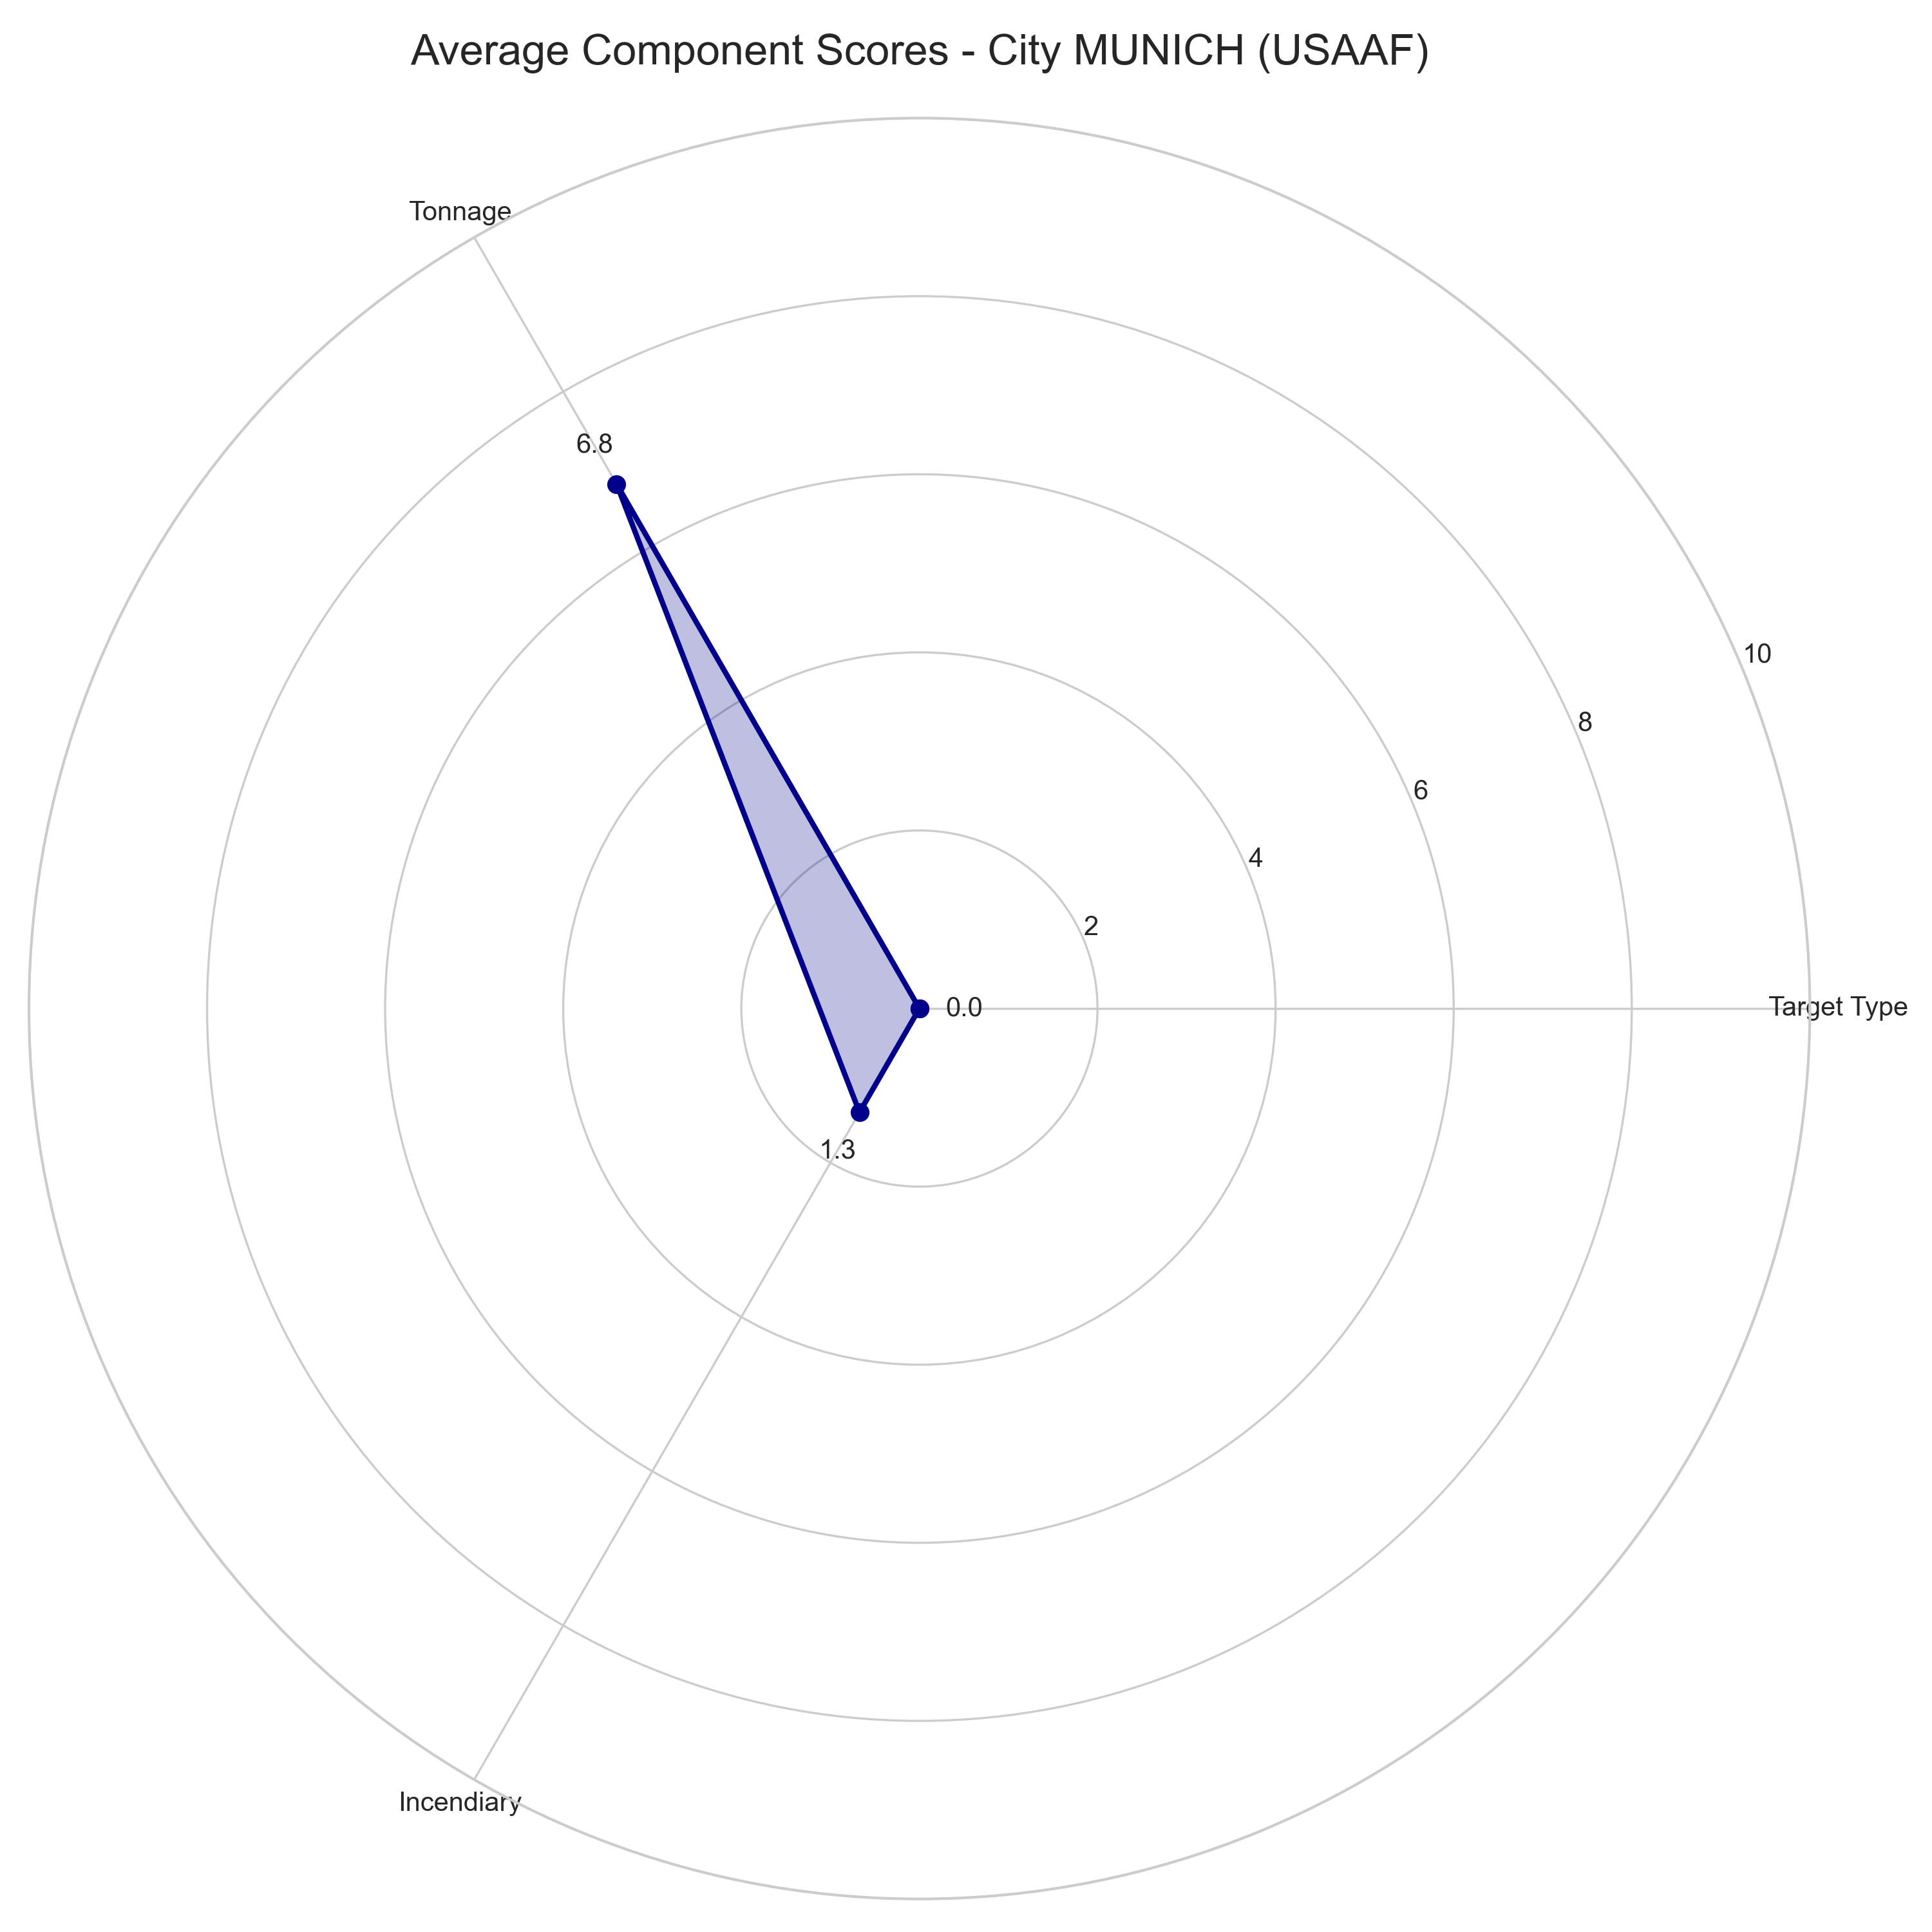 Average Component Scores - City MUNICH (USAAF)
Tonnage
6.8
10
8
6
4
2
0.0
Target Type
1.3
Incendiary